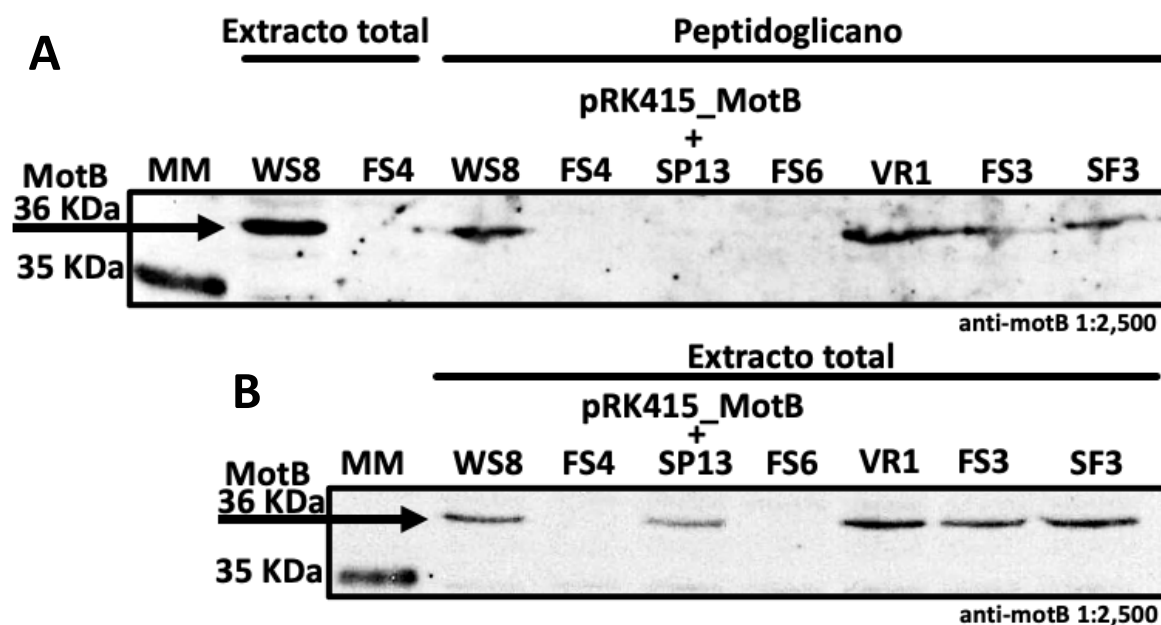 A
Extracto total Peptidoglicano
pRK415_MotB
+
MotB MM WS8 FS4 WS8 FS4 SP13 FS6 VR1 FS3 SF3
36 KDa
35 KDa
anti-motB 1:2,500
B
Extracto total
pRK415_MotB
+
MotB MM WS8 FS4 SP13 FS6 VR1 FS3 SF3
36 KDa
35 KDa
anti-motB 1:2,500